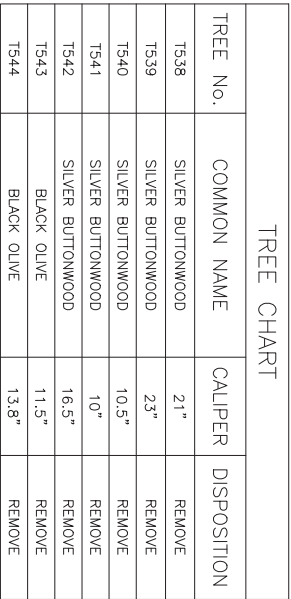 TREE CHART
TREE No. COMMON NAME CALIPER DISPOSITION
T538 SILVER BUTTONWOOD 21" REMOVE
T539 SILVER BUTTONWOOD 23" REMOVE
T540 SILVER BUTTONWOOD 10.5" REMOVE
T541 SILVER BUTTONWOOD 10" REMOVE
T542 SILVER BUTTONWOOD 16.5" REMOVE
T543 BLACK OLIVE 11.5" REMOVE
T544 BLACK OLIVE 13.8" REMOVE